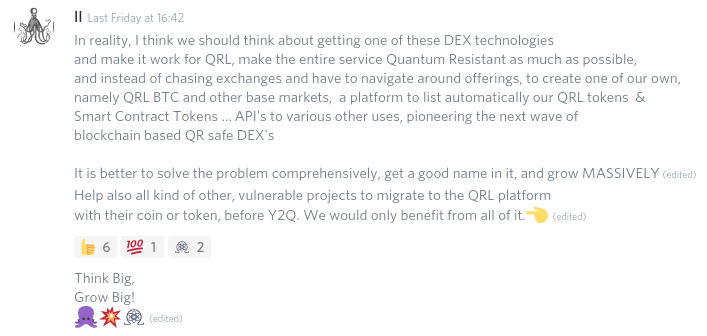 II Last Friday at 16:42
In reality, I think we should think about getting one of these DEX technologies
and make it work for QRL, make the entire service Quantum Resistant as much as possible,
and instead of chasing exchanges and have to navigate around offerings, to create one of our own,
namely QRL BTC and other base markets,  a platform to list automatically our QRL tokens  &
Smart Contract Tokens ... API's to various other uses, pioneering the next wave of
blockchain based QR safe DEX's
It is better to solve the problem comprehensively, get a good name in it, and grow MASSIVELY (edited)
Help also all kind of other, vulnerable projects to migrate to the QRL platform
with their coin or token, before Y2Q. We would only benefit from all of it.👈 (edited)
👍 6 💯 1 2
Think Big,
Grow Big!
🐙💥 (edited)